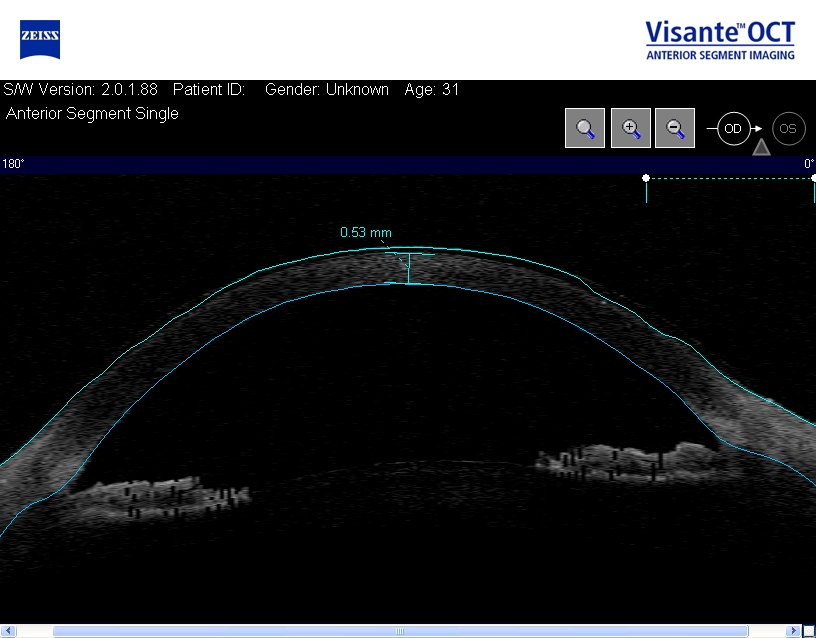 ZEISS
Visante™ OCT
ANTERIOR SEGMENT IMAGING
S/W Version: 2.0.1.88 Patient ID: Gender: Unknown Age: 31
Anterior Segment Single
OD OS
180° 0°
0.53 mm